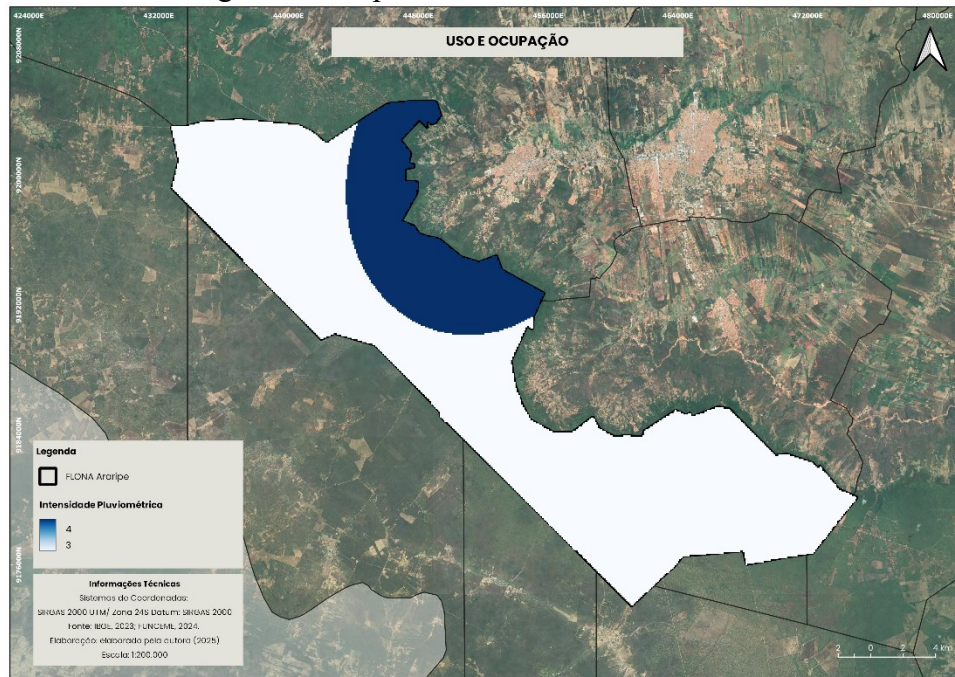 424000E 432000E 440000E 448000E 456000E 464000E 472000E 480000E
USO E OCUPAÇÃO
9208000N
9200000N
9192000N
9184000N
9176000N
Legenda
FLONA Araripe
Intensidade Pluviométrica
4
3
Informações Técnicas
Sistemas de Coordenadas:
SIRGAS 2000 UTM/ Zona 24S Datum: SIRGAS 2000
Fonte: IBGE, 2023; FUNCEME, 2024.
Elaboração: elaborado pela autora (2025)
Escala: 1:200.000
2 0 2 4 km